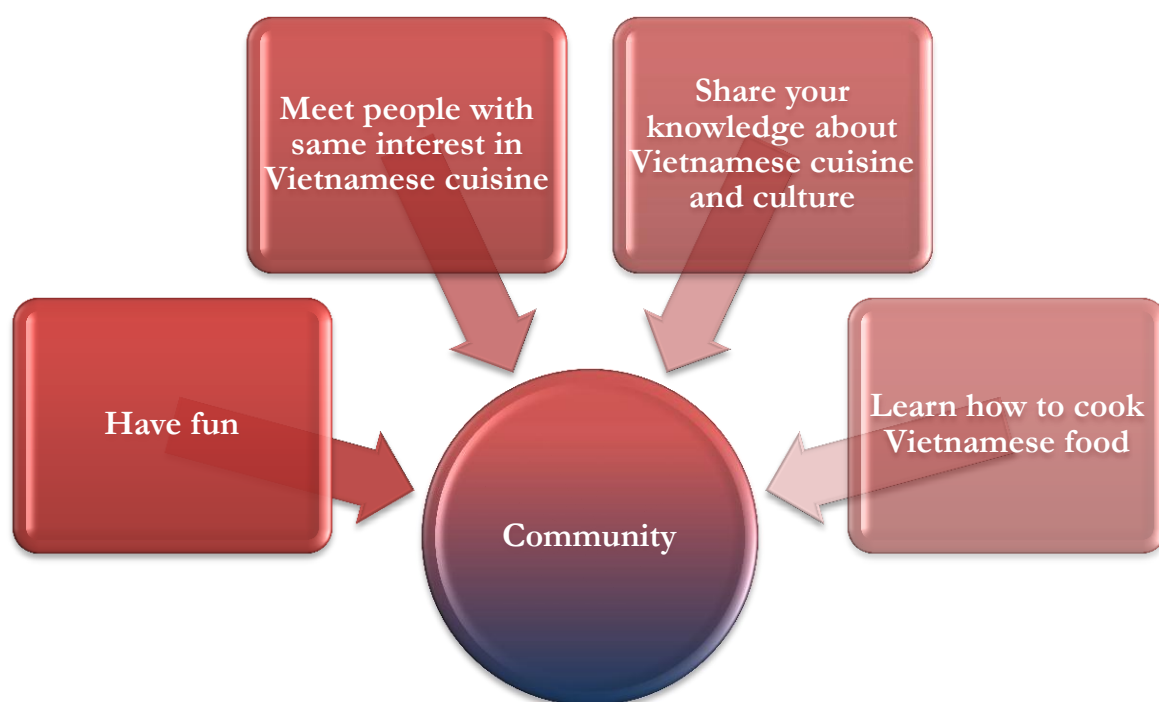 Meet people with
same interest in
Vietnamese cuisine
Share your
knowledge about
Vietnamese cuisine
and culture
Have fun
Learn how to cook
Vietnamese food
Community